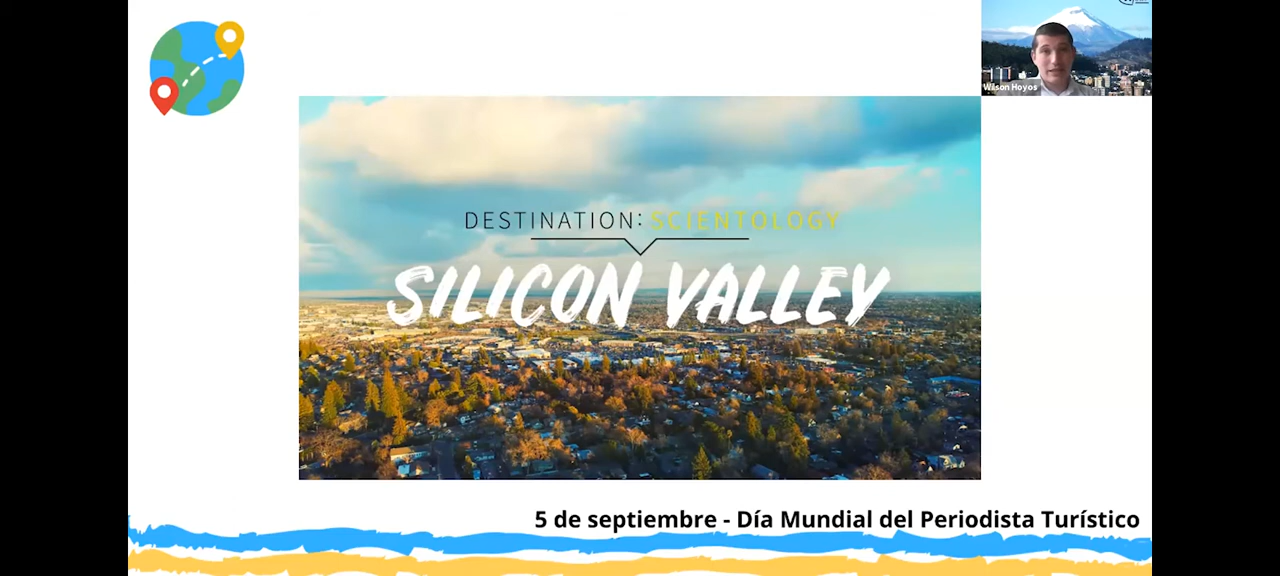 Wilson Hoyos
DESTINATION: SCIENTOLOGY
SILICON VALLEY
5 de septiembre - Día Mundial del Periodista Turístico